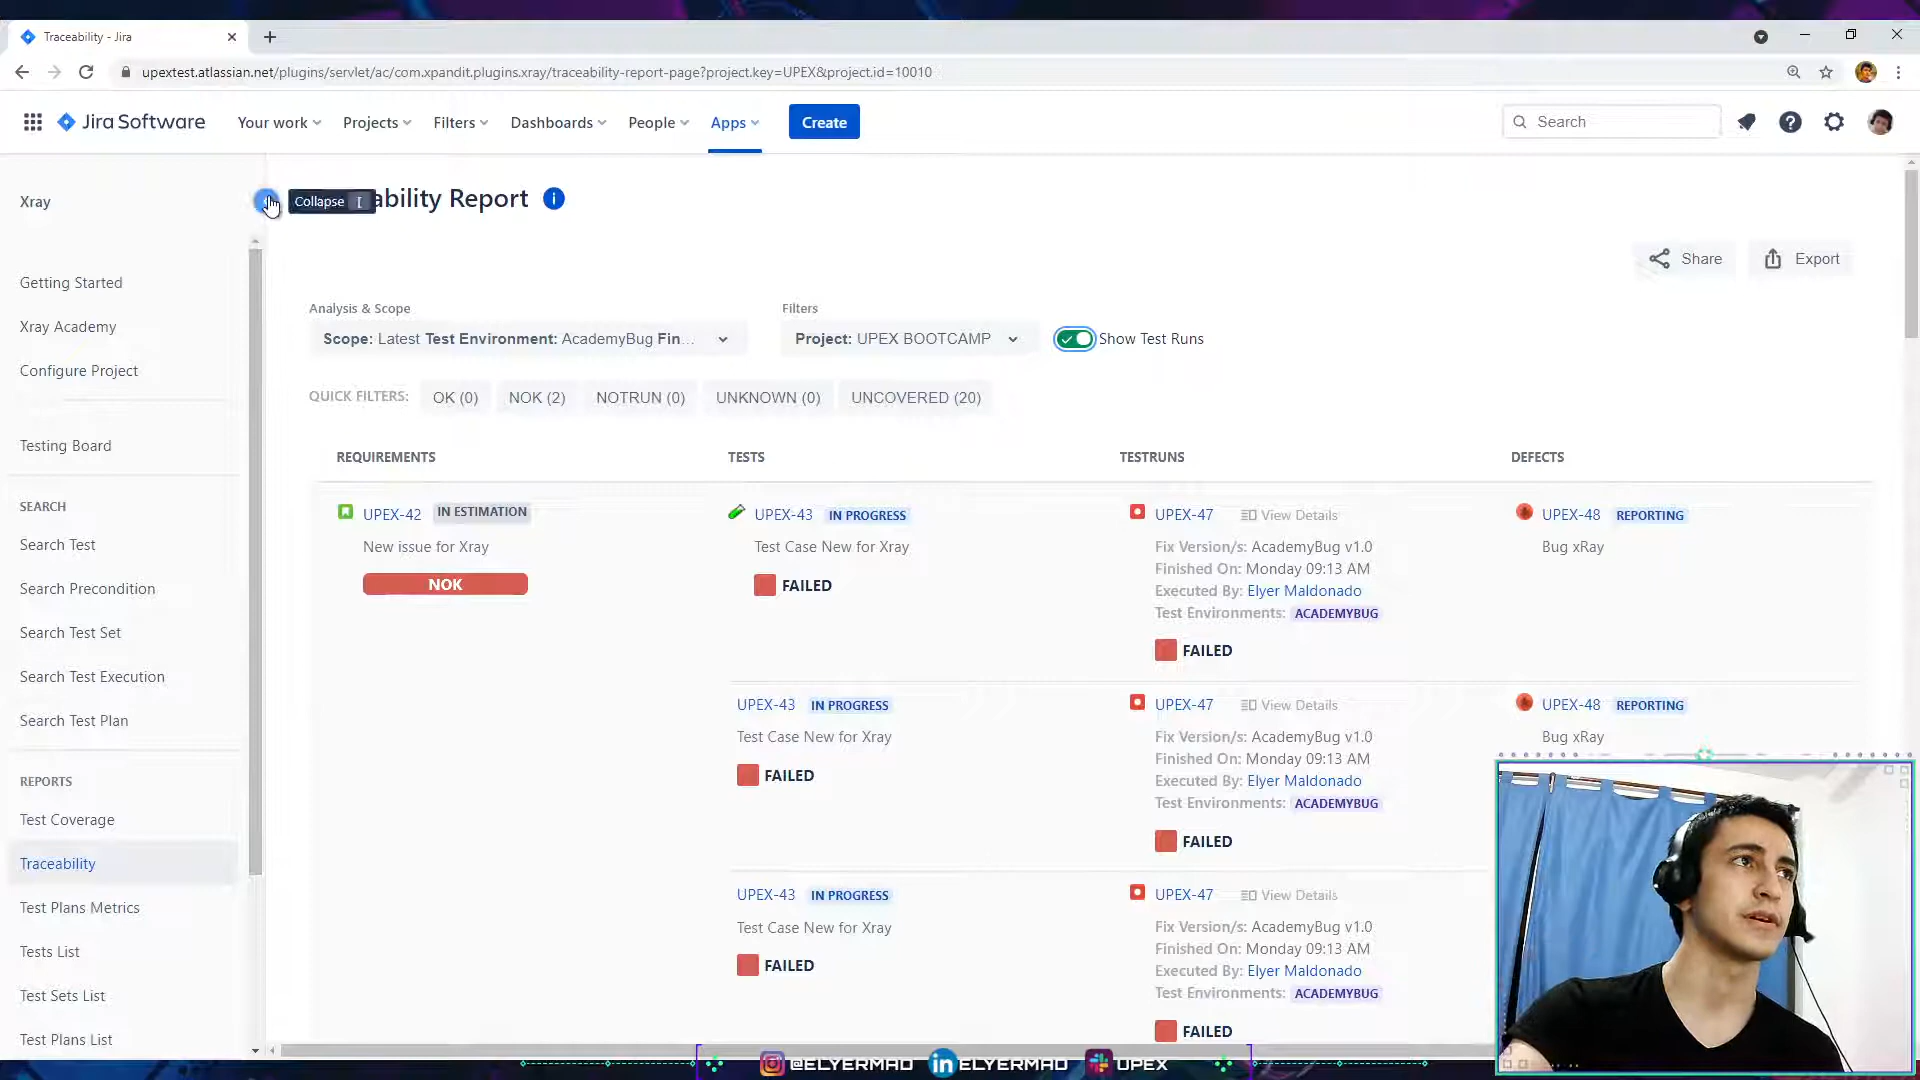 Traceability - Jira
upextest.atlassian.net/plugins/servlet/ac/com.xpandit.plugins.xray/traceability-report-page?project.key=UPEX&project.id=10010
Jira Software
Your work
Projects
Filters
Dashboards
People
Apps
Create
Search
Xray
Collapse [
ability Report
Share
Export
Getting Started
Xray Academy
Configure Project
Testing Board
SEARCH
Search Test
Search Precondition
Search Test Set
Search Test Execution
Search Test Plan
REPORTS
Test Coverage
Traceability
Test Plans Metrics
Tests List
Test Sets List
Test Plans List
Analysis & Scope
Scope: Latest Test Environment: AcademyBug Fin...
Filters
Project: UPEX BOOTCAMP
Show Test Runs
QUICK FILTERS:
OK (0)
NOK (2)
NOTRUN (0)
UNKNOWN (0)
UNCOVERED (20)
REQUIREMENTS
TESTS
TESTRUNS
DEFECTS
UPEX-42 IN ESTIMATION
New issue for Xray
NOK
UPEX-43 IN PROGRESS
Test Case New for Xray
FAILED
UPEX-47 View Details
Fix Version/s: AcademyBug v1.0
Finished On: Monday 09:13 AM
Executed By: Elyer Maldonado
Test Environments: ACADEMYBUG
FAILED
UPEX-48 REPORTING
Bug xRay
UPEX-43 IN PROGRESS
Test Case New for Xray
FAILED
UPEX-47 View Details
Fix Version/s: AcademyBug v1.0
Finished On: Monday 09:13 AM
Executed By: Elyer Maldonado
Test Environments: ACADEMYBUG
FAILED
UPEX-48 REPORTING
Bug xRay
UPEX-43 IN PROGRESS
Test Case New for Xray
FAILED
UPEX-47 View Details
Fix Version/s: AcademyBug v1.0
Finished On: Monday 09:13 AM
Executed By: Elyer Maldonado
Test Environments: ACADEMYBUG
FAILED
@ELYERMAD
in ELYERMAD
UPEX